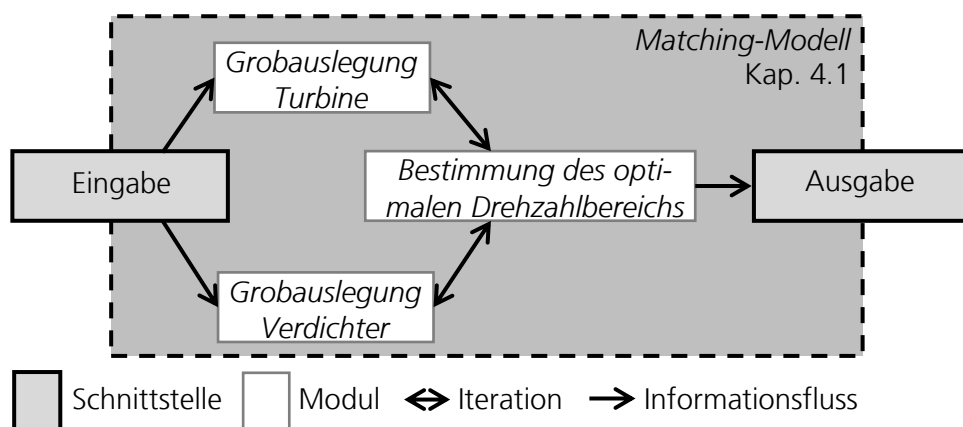 Matching-Modell
Kap. 4.1
Grobauslegung
Turbine
Eingabe
Bestimmung des opti-
malen Drehzahlbereichs
Ausgabe
Grobauslegung
Verdichter
Schnittstelle
Modul
Iteration
Informationsfluss